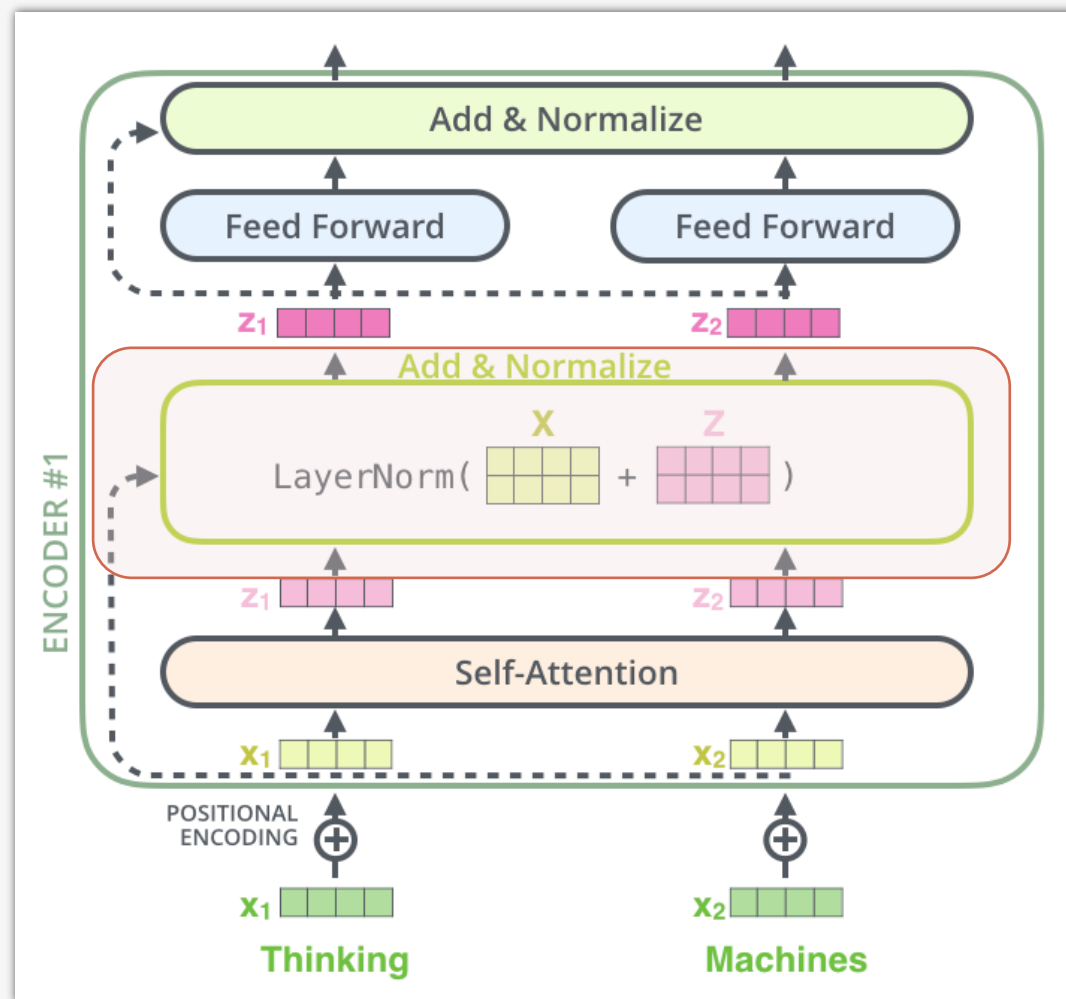 Add & Normalize
Feed Forward Feed Forward
z1 z2
Add & Normalize
X Z
LayerNorm( + )
ENCODER #1
z1 z2
Self-Attention
x1 x2
POSITIONAL
ENCODING
x1 x2
Thinking Machines